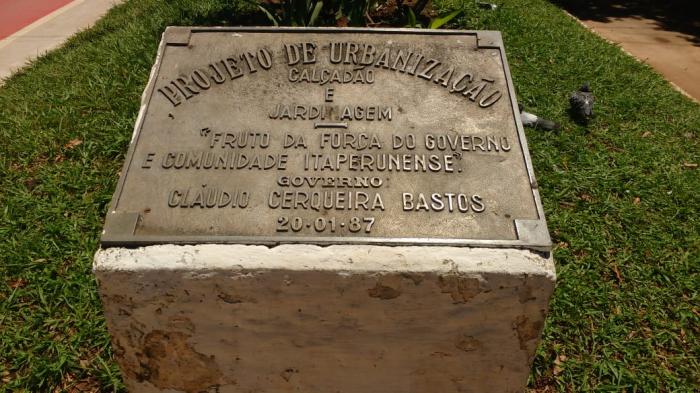 PROJETO DE URBANIZAÇÃO
CALÇADÃO
E
JARDINAGEM
"FRUTO DA FORÇA DO GOVERNO
E COMUNIDADE ITAPERUNENSE".
GOVERNO:
CLÁUDIO CERQUEIRA BASTOS
20·01·87